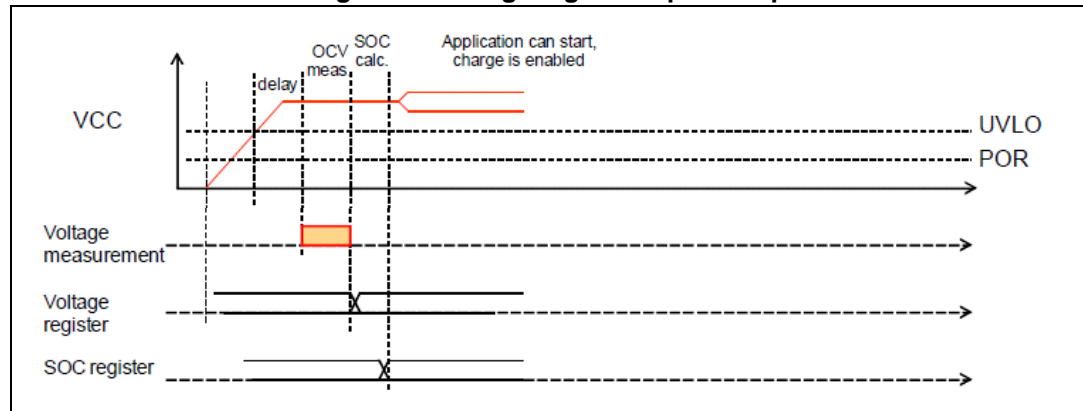 SOC
OCV
calc.
meas.
delay
Application can start,
charge is enabled
VCC
UVLO
POR
Voltage
measurement
Voltage
register
SOC register